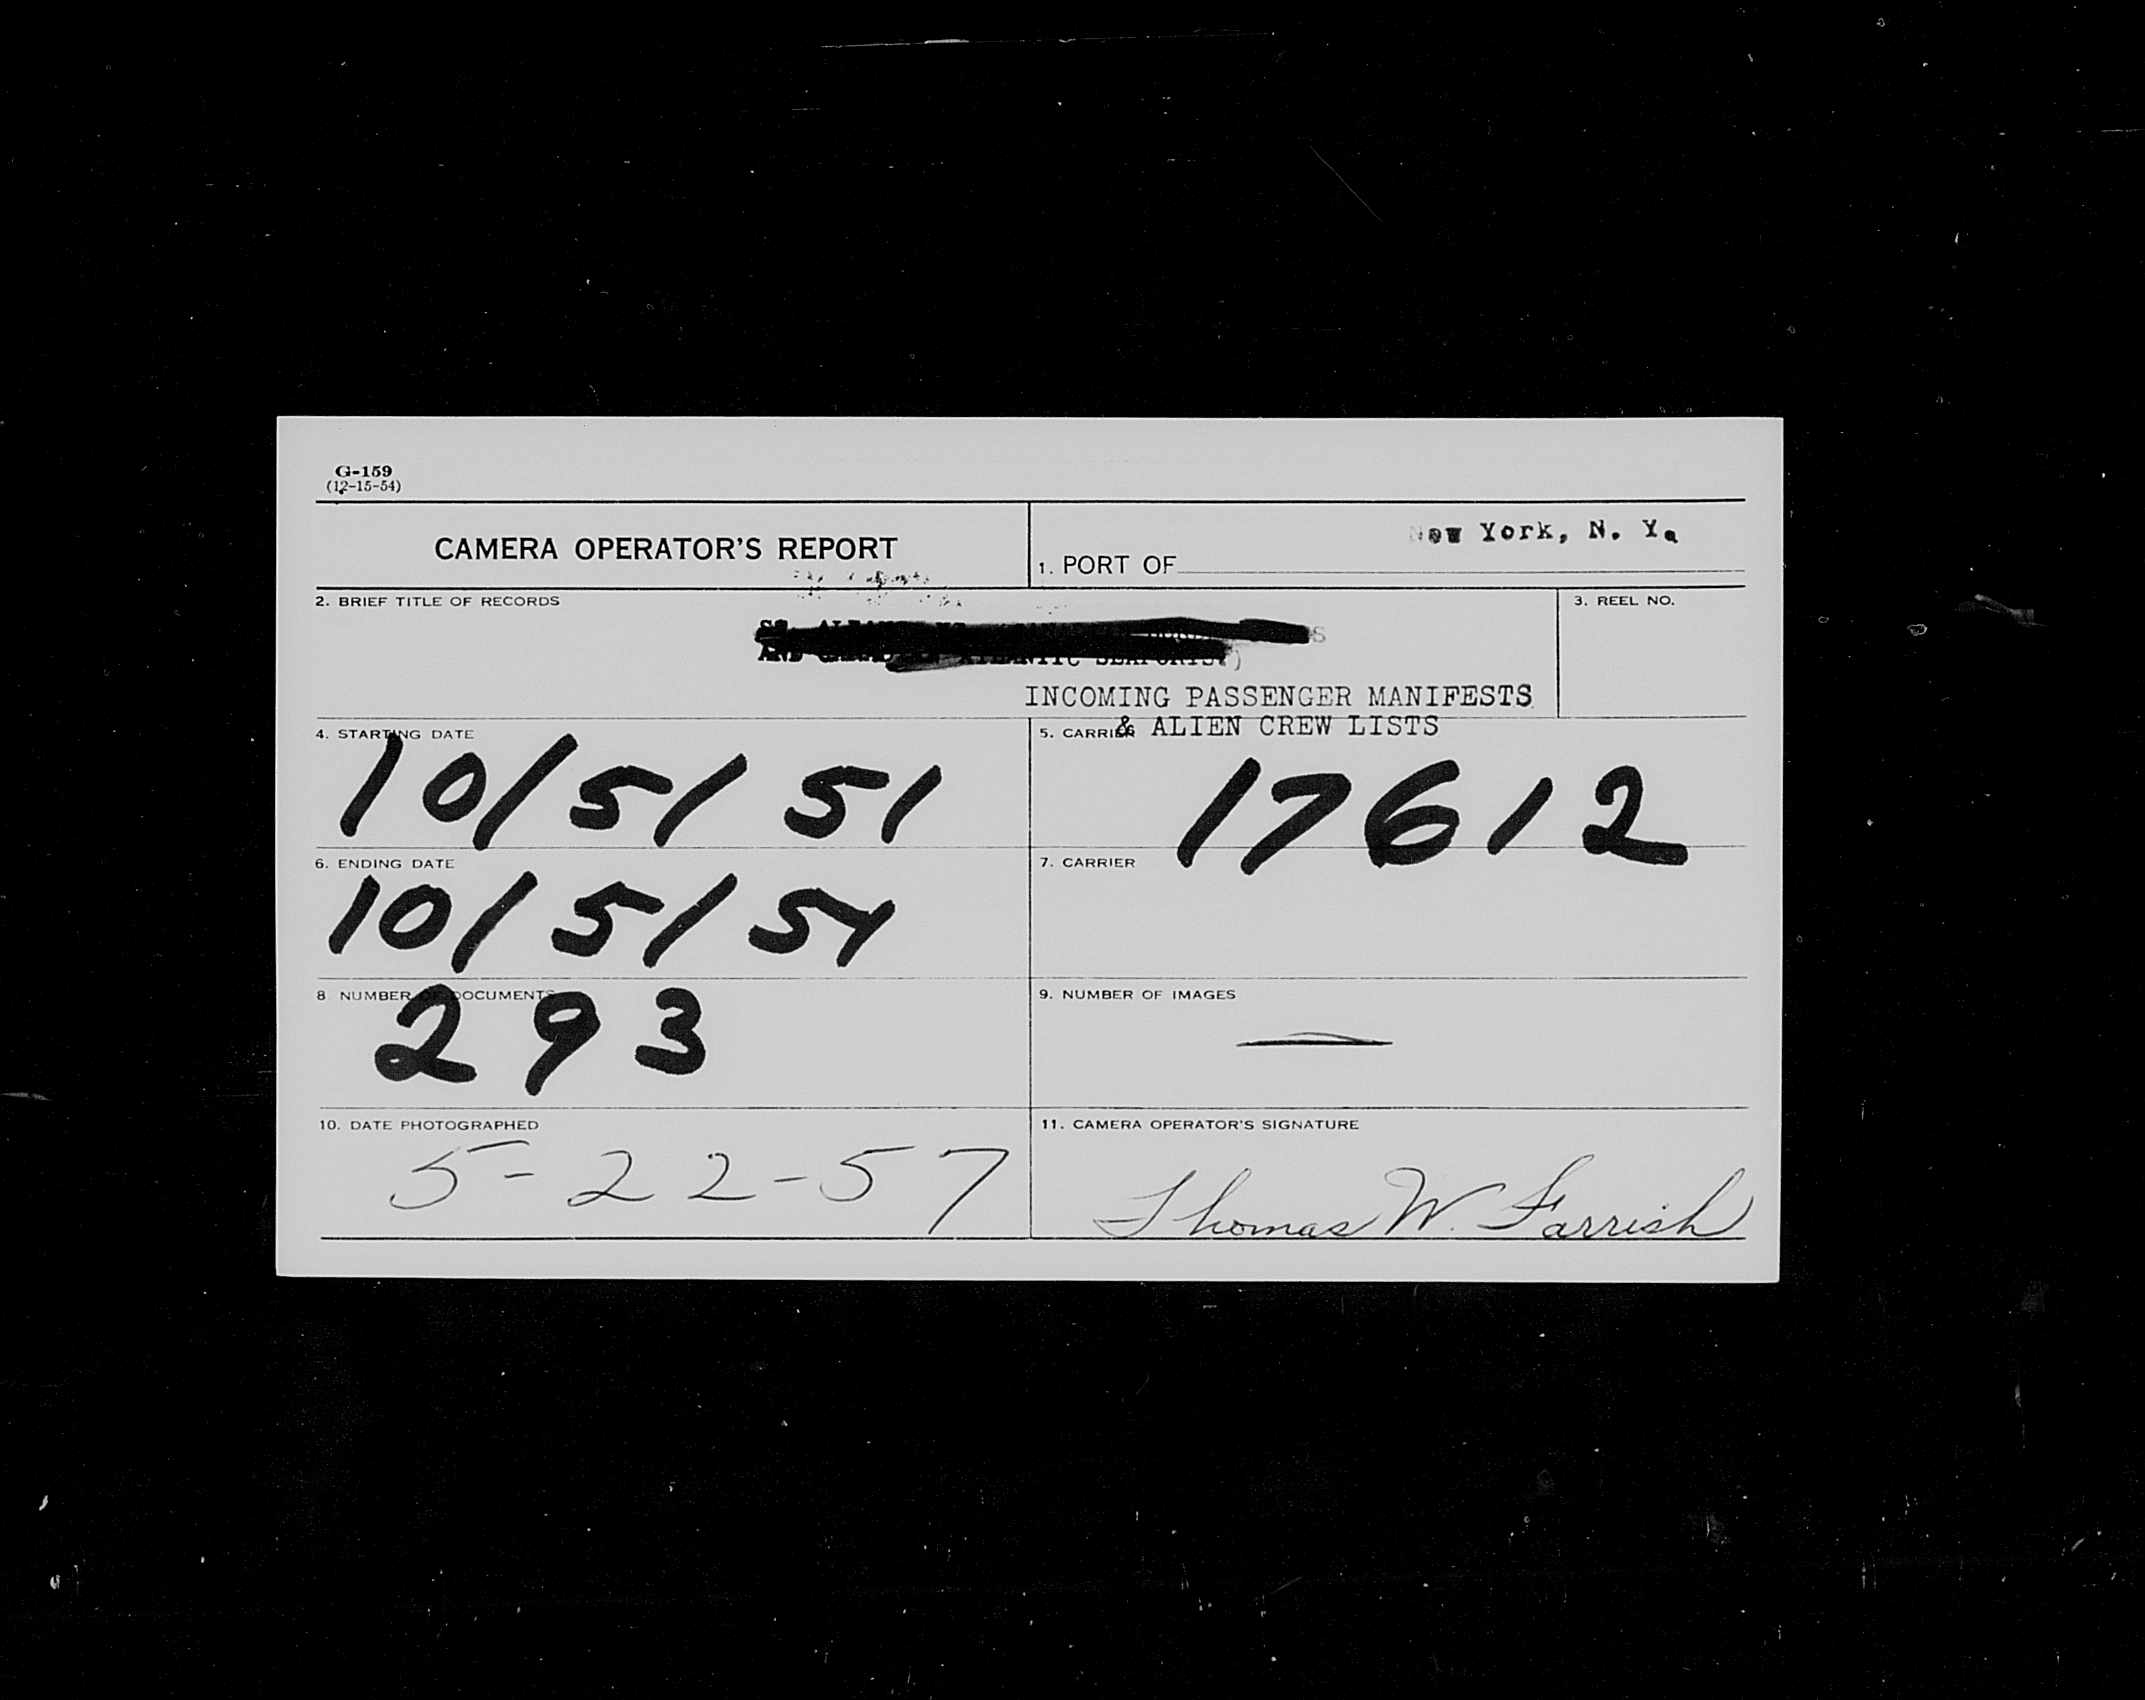 G-159
(12-15-54)
CAMERA OPERATOR'S REPORT
1. PORT OF New York, N. Y.
2. BRIEF TITLE OF RECORDS
3. REEL NO.
INCOMING PASSENGER MANIFESTS
& ALIEN CREW LISTS
4. STARTING DATE
10/5/51
5. CARRIER
17612
6. ENDING DATE
10/5/51
7. CARRIER
8 NUMBER OF DOCUMENTS
293
9. NUMBER OF IMAGES
—
10. DATE PHOTOGRAPHED
5-22-57
11. CAMERA OPERATOR'S SIGNATURE
Thomas W. Farrish